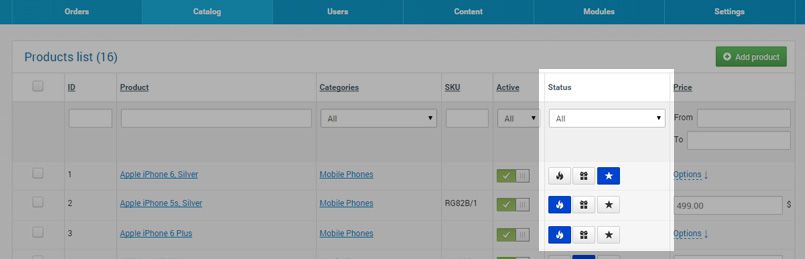 Orders Catalog Users Content Modules Settings
Products list (16) Add product
ID Product Categories SKU Active Status Price
All All All From
To
1 Apple iPhone 6, Silver Mobile Phones Options ↓
2 Apple iPhone 5s, Silver Mobile Phones RG82B/1 499.00 $
3 Apple iPhone 6 Plus Mobile Phones Options ↓